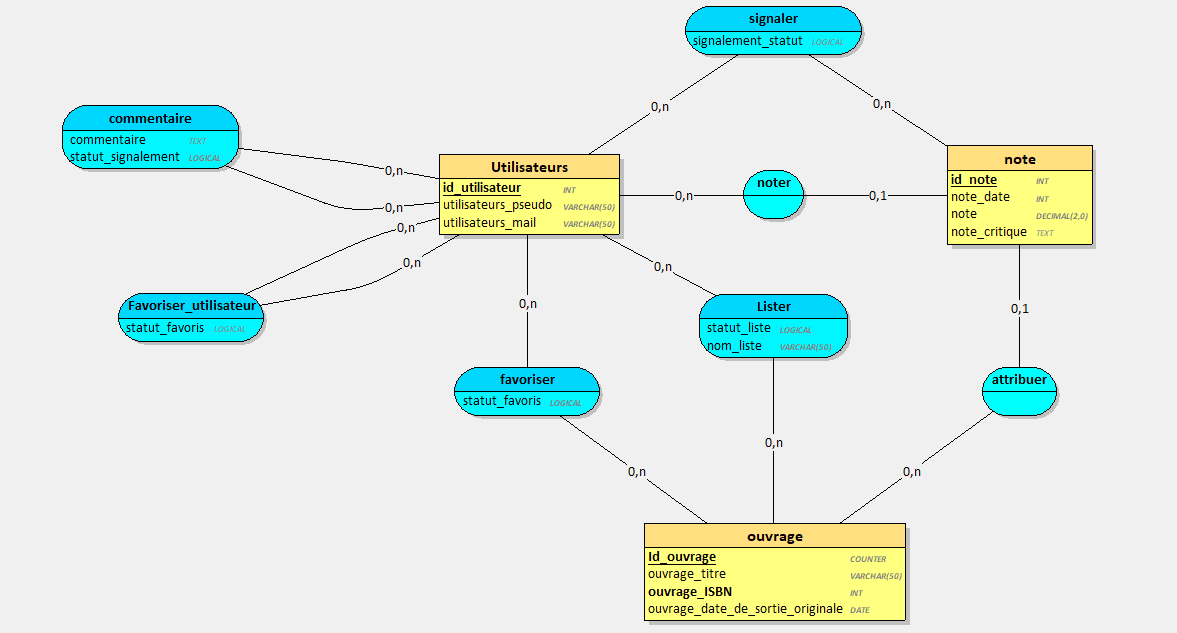 signaler
signalement_statut LOGICAL
0,n
0,n
commentaire
commentaire TEXT
statut_signalement LOGICAL
0,n
0,n
Utilisateurs
id_utilisateur INT
utilisateurs_pseudo VARCHAR(50)
utilisateurs_mail VARCHAR(50)
0,n
noter
0,1
note
id_note INT
note_date INT
note DECIMAL(2,0)
note_critique TEXT
0,n
0,n
Favoriser_utilisateur
statut_favoris LOGICAL
0,n
0,n
Lister
statut_liste LOGICAL
nom_liste VARCHAR(50)
0,1
favoriser
statut_favoris LOGICAL
attribuer
0,n
0,n
0,n
ouvrage
Id_ouvrage COUNTER
ouvrage_titre VARCHAR(50)
ouvrage_ISBN INT
ouvrage_date_de_sortie_originale DATE